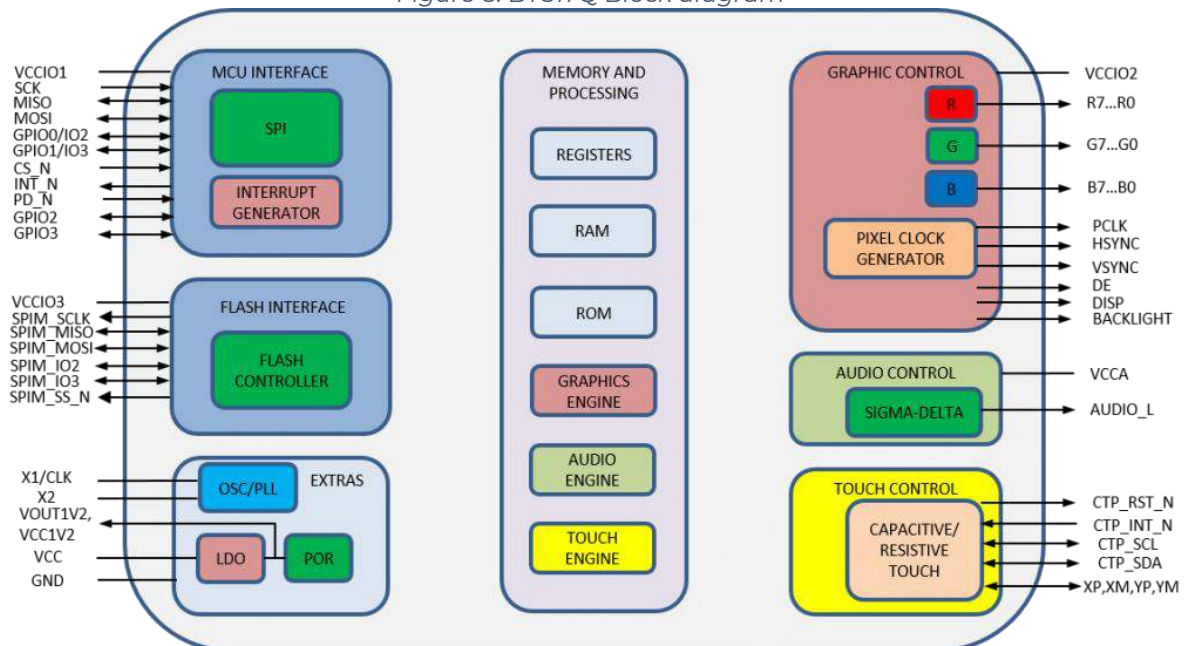 Figure Block diagram
VCCIO1
SCK
MISO
MOSI
GPIO0/IO2
GPIO1/IO3
CS_N
INT_N
PD_N
GPIO2
GPIO3
MCU INTERFACE
SPI
INTERRUPT
GENERATOR
VCCIO3
SPIM_SCLK
SPIM_MISO
SPIM_MOSI
SPIM_IO2
SPIM_IO3
SPIM_SS_N
FLASH INTERFACE
FLASH
CONTROLLER
X1/CLK
X2
VOUT1V2,
VCC1V2
VCC
GND
OSC/PLL
EXTRAS
LDO
POR
MEMORY AND
PROCESSING
REGISTERS
RAM
ROM
GRAPHICS
ENGINE
AUDIO
ENGINE
TOUCH
ENGINE
GRAPHIC CONTROL
R
G
B
PIXEL CLOCK
GENERATOR
VCCIO2
R7...R0
G7...G0
B7...B0
PCLK
HSYNC
VSYNC
DE
DISP
BACKLIGHT
AUDIO CONTROL
SIGMA-DELTA
VCCA
AUDIO_L
TOUCH CONTROL
CAPACITIVE/
RESISTIVE
TOUCH
CTP_RST_N
CTP_INT_N
CTP_SCL
CTP_SDA
XP,XM,YP,YM